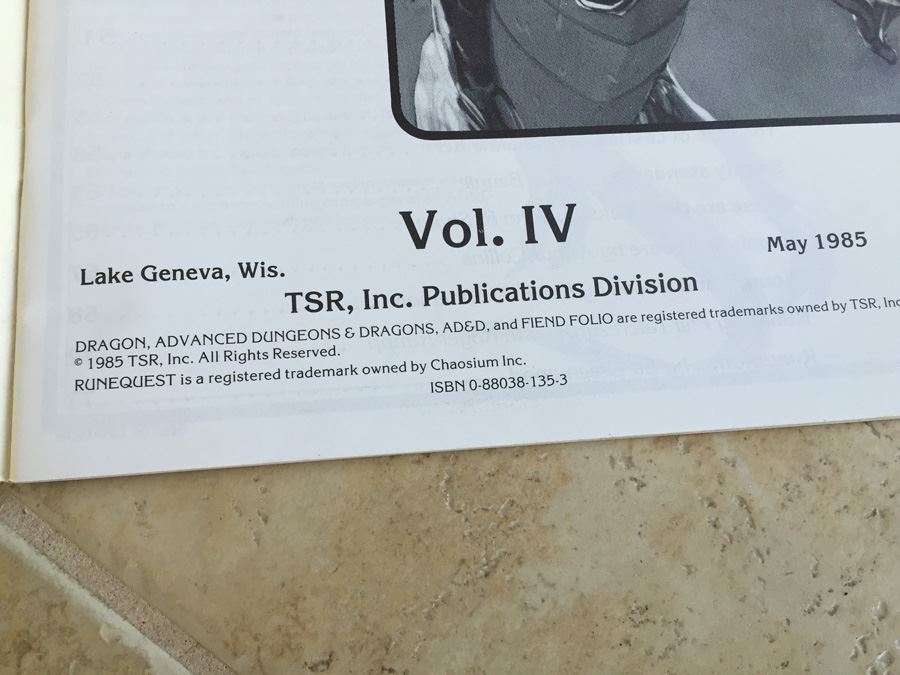 Vol. IV
Lake Geneva, Wis. May 1985
TSR, Inc. Publications Division
DRAGON, ADVANCED DUNGEONS & DRAGONS, AD&D, and FIEND FOLIO are registered trademarks owned by TSR, Inc
© 1985 TSR, Inc. All Rights Reserved.
RUNEQUEST is a registered trademark owned by Chaosium Inc.
ISBN 0-88038-135-3